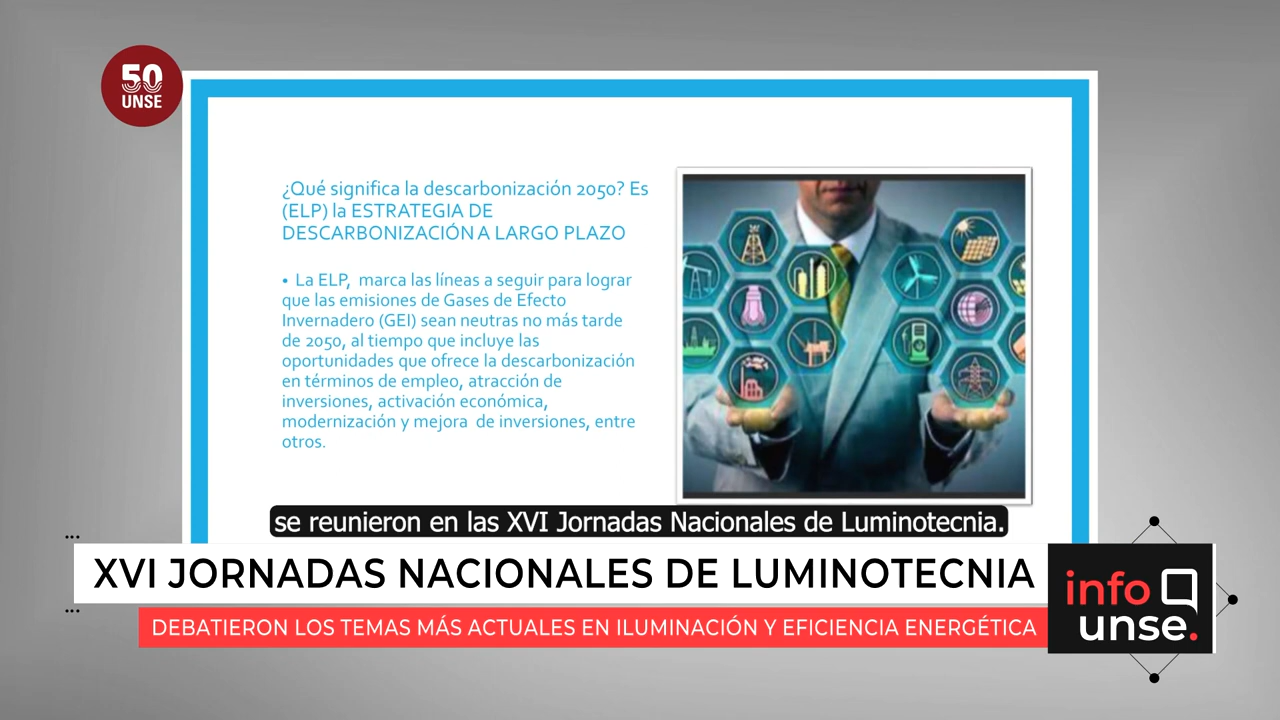 50
UNSE
¿Qué significa la descarbonización 2050? Es
(ELP) la ESTRATEGIA DE
DESCARBONIZACIÓN A LARGO PLAZO
• La ELP, marca las líneas a seguir para lograr
que las emisiones de Gases de Efecto
Invernadero (GEI) sean neutras no más tarde
de 2050, al tiempo que incluye las
oportunidades que ofrece la descarbonización
en términos de empleo, atracción de
inversiones, activación económica,
modernización y mejora de inversiones, entre
otros.
se reunieron en las XVI Jornadas Nacionales de Luminotecnia.
XVI JORNADAS NACIONALES DE LUMINOTECNIA
DEBATIERON LOS TEMAS MÁS ACTUALES EN ILUMINACIÓN Y EFICIENCIA ENERGÉTICA
info
unse.